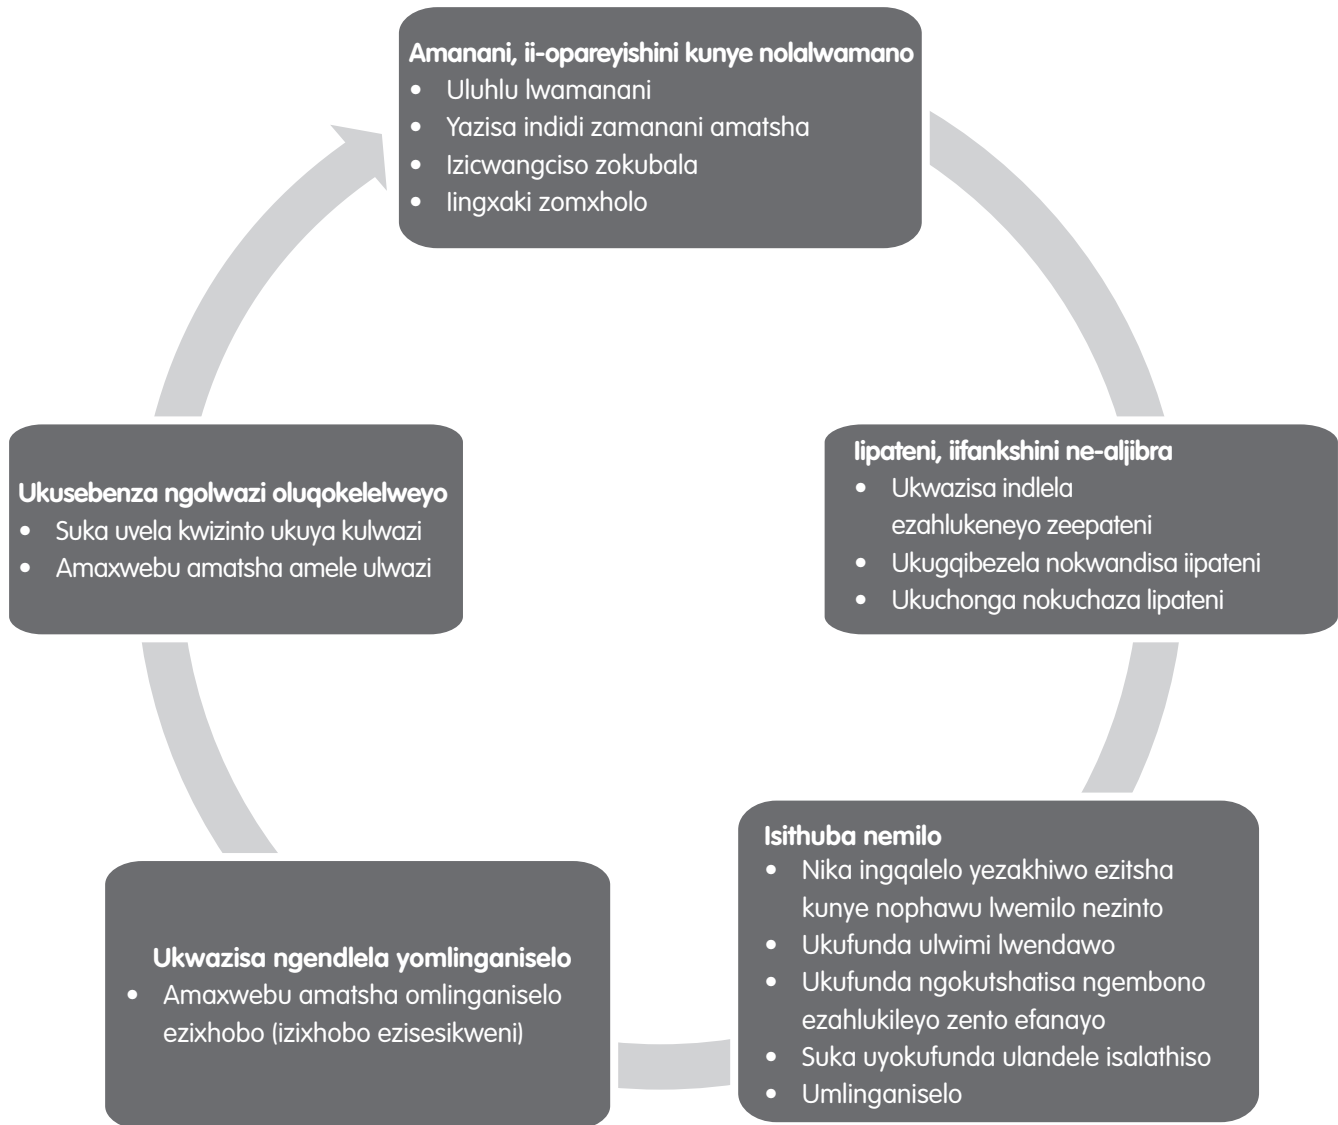 Amanani, ii-opareyishini kunye nolalwamano
• Uluhlu lwamanani
• Yazisa indidi zamanani amatsha
• Izicwangciso zokubala
• Iingxaki zomxholo
Iipateni, iifankshini ne-aljibra
• Ukwazisa indlela
ezahlukeneyo zeepateni
• Ukugqibezela nokwandisa iipateni
• Ukuchonga nokuchaza Iipateni
Isithuba nemilo
• Nika ingqalelo yezakhiwo ezitsha
kunye nophawu lwemilo nezinto
• Ukufunda ulwimi lwendawo
• Ukufunda ngokutshatisa ngembono
ezahlukileyo zento efanayo
• Suka uyokufunda ulandele isalathiso
• Umlinganiselo
Ukwazisa ngendlela yomlinganiselo
• Amaxwebu amatsha omlinganiselo
ezixhobo (izixhobo ezisesikweni)
Ukusebenza ngolwazi oluqokelelweyo
• Suka uvela kwizinto ukuya kulwazi
• Amaxwebu amatsha amele ulwazi